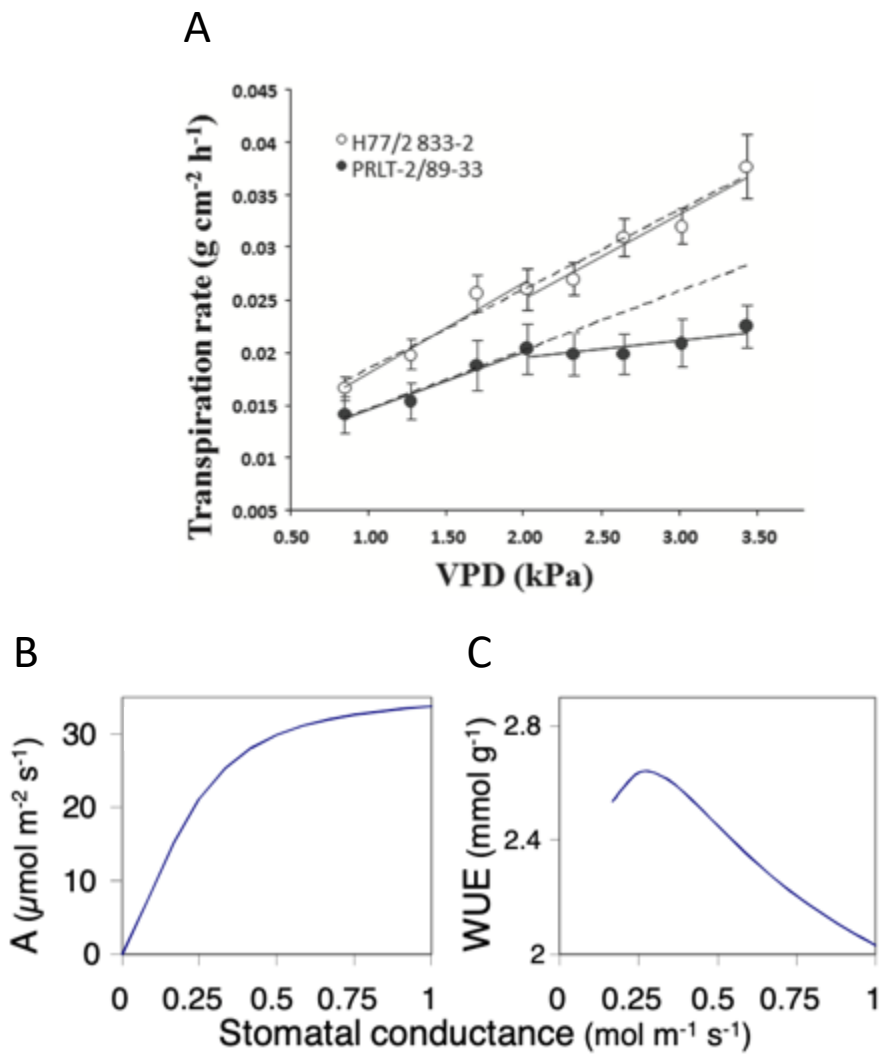 A
Transpiration rate (g cm⁻² h⁻¹)
0.045
0.04
0.035
0.03
0.025
0.02
0.015
0.01
0.005
H77/2 833-2
PRLT-2/89-33
0.50 1.00 1.50 2.00 2.50 3.00 3.50
VPD (kPa)
B
A (µmol m⁻² s⁻¹)
30
20
10
0
0 0.25 0.5 0.75 1
C
WUE (mmol g⁻¹)
2.8
2.4
2
0 0.25 0.5 0.75 1
Stomatal conductance (mol m⁻¹ s⁻¹)